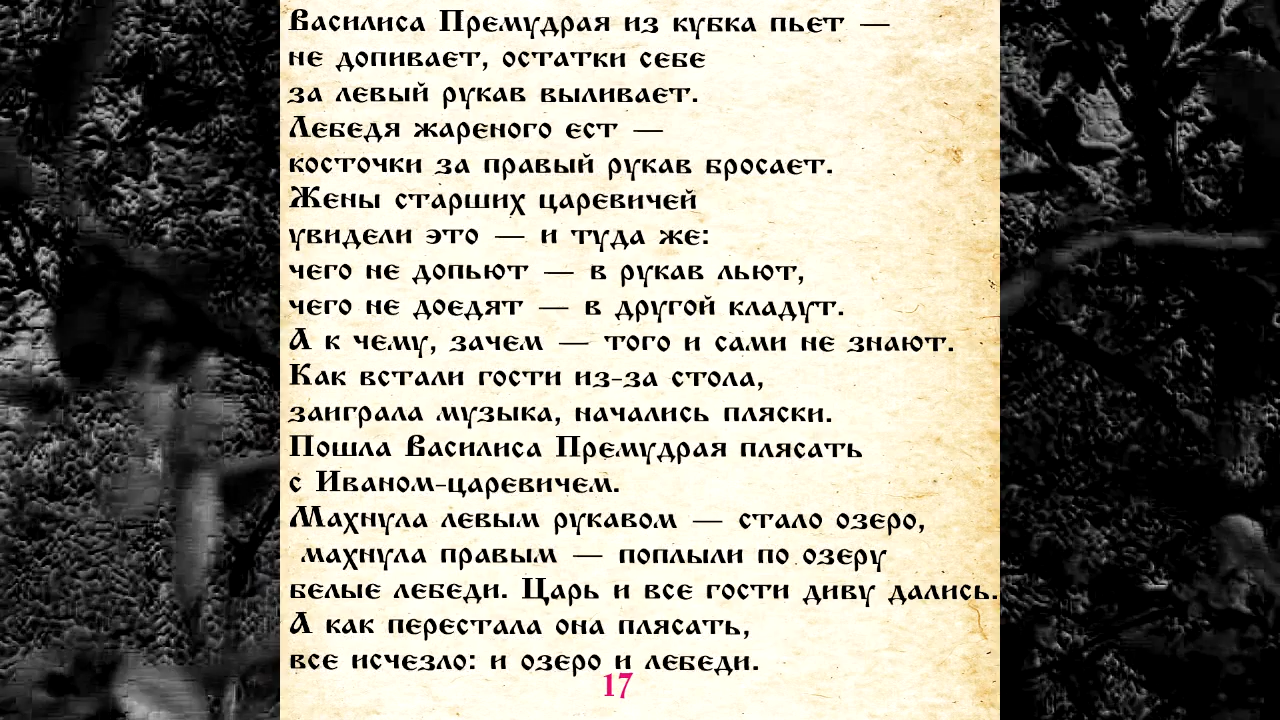 Василиса Премудрая из кубка пьет —
не допивает, остатки себе
за левый рукав выливает.
Лебедя жареного ест —
косточки за правый рукав бросает.
Жены старших царевичей
увидели это — и туда же:
чего не допьют — в рукав льют,
чего не доедят — в другой кладут.
А к чему, зачем — того и сами не знают.
Как встали гости из-за стола,
заиграла музыка, начались пляски.
Пошла Василиса Премудрая плясать
с Иваном-царевичем.
Махнула левым рукавом — стало озеро,
махнула правым — поплыли по озеру
белые лебеди. Царь и все гости диву дались.
А как перестала она плясать,
все исчезло: и озеро и лебеди.
17